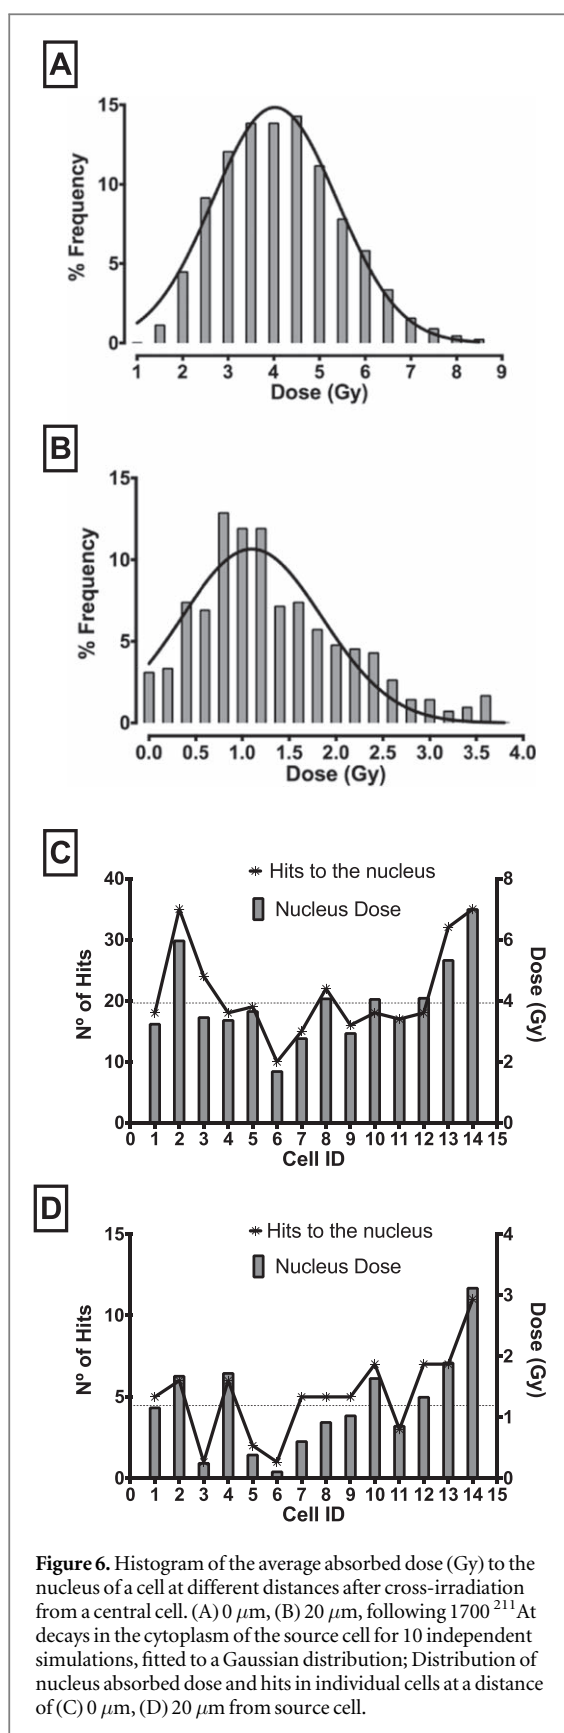 A
% Frequency
15
10
5
0
1 2 3 4 5 6 7 8 9
Dose (Gy)
B
% Frequency
15
10
5
0
0.0 0.5 1.0 1.5 2.0 2.5 3.0 3.5 4.0
Dose (Gy)
C
Hits to the nucleus
Nucleus Dose
Nº of Hits
40
30
20
10
0
8
6
4
2
0
Dose (Gy)
0 1 2 3 4 5 6 7 8 9 10 11 12 13 14 15
Cell ID
D
Hits to the nucleus
Nucleus Dose
Nº of Hits
15
10
5
0
4
3
2
1
0
Dose (Gy)
0 1 2 3 4 5 6 7 8 9 10 11 12 13 14 15
Cell ID
Figure 6. Histogram of the average absorbed dose (Gy) to the
nucleus of a cell at different distances after cross-irradiation
from a central cell. (A) 0 μm, (B) 20 μm, following 1700 ²¹¹At
decays in the cytoplasm of the source cell for 10 independent
simulations, fitted to a Gaussian distribution; Distribution of
nucleus absorbed dose and hits in individual cells at a distance
of (C) 0 μm, (D) 20 μm from source cell.